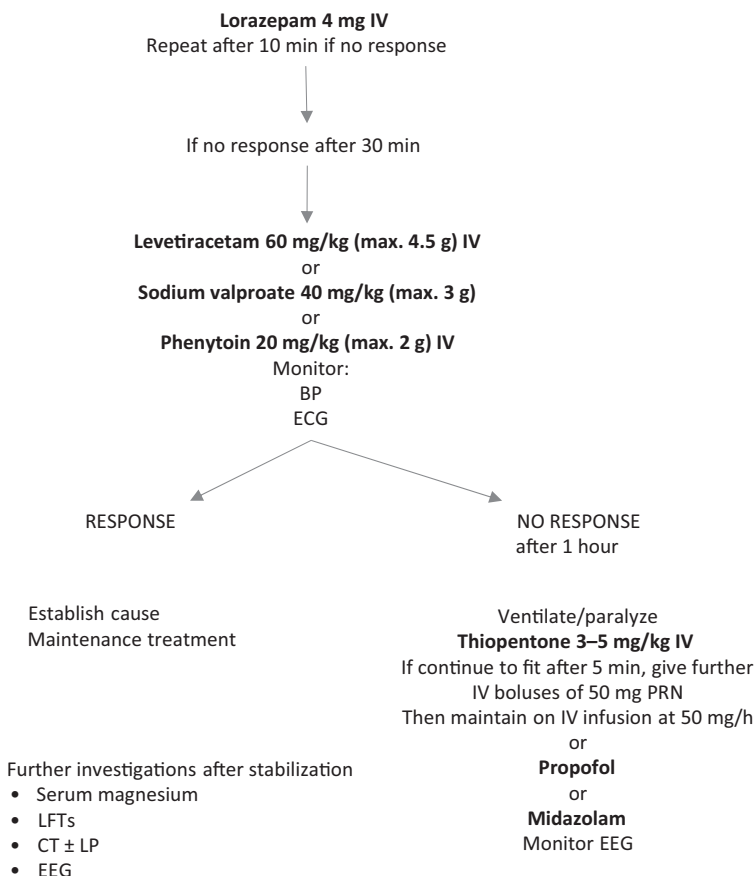 Lorazepam 4 mg IV
Repeat after 10 min if no response
If no response after 30 min
Levetiracetam 60 mg/kg (max. 4.5 g) IV
or
Sodium valproate 40 mg/kg (max. 3 g)
or
Phenytoin 20 mg/kg (max. 2 g) IV
Monitor:
BP
ECG
RESPONSE
Establish cause
Maintenance treatment
Further investigations after stabilization
• Serum magnesium
• LFTs
• CT ± LP
• EEG
NO RESPONSE
after 1 hour
Ventilate/paralyze
Thiopentone 3–5 mg/kg IV
If continue to fit after 5 min, give further
IV boluses of 50 mg PRN
Then maintain on IV infusion at 50 mg/h
or
Propofol
or
Midazolam
Monitor EEG